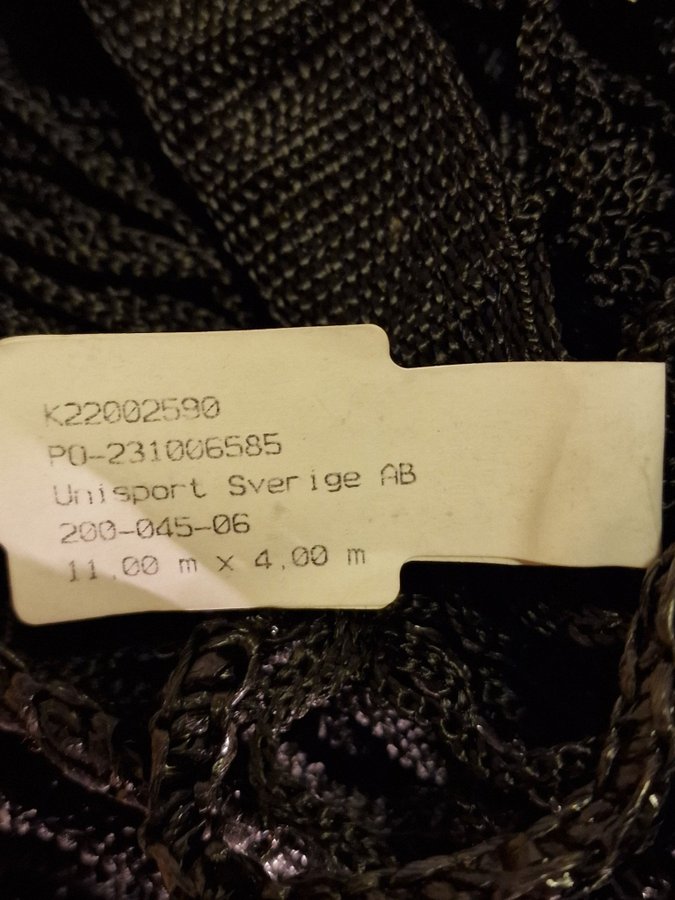 K22002590
PO-231006585
Unisport Sverige AB
200-045-06
11,00 m x 4,00 m